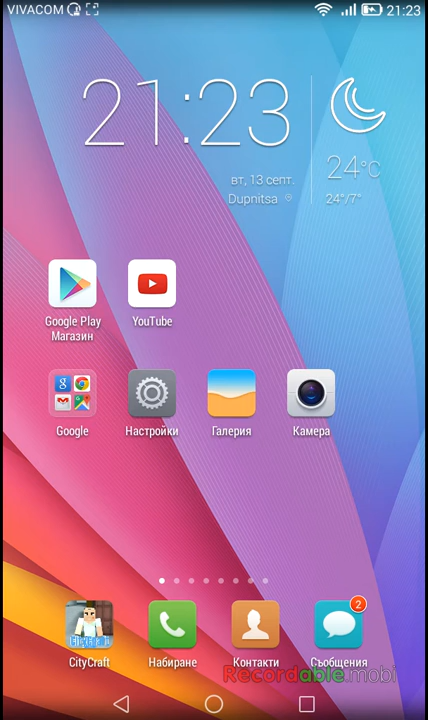 VIVACOM
21:23
21:23
24°C
вт, 13 септ.
Dupnitsa
24°/7°
Google Play Магазин
YouTube
Google
Настройки
Галерия
Камера
2
CityCraft
Набиране
Контакти
Съобщения
Recordable.mobi